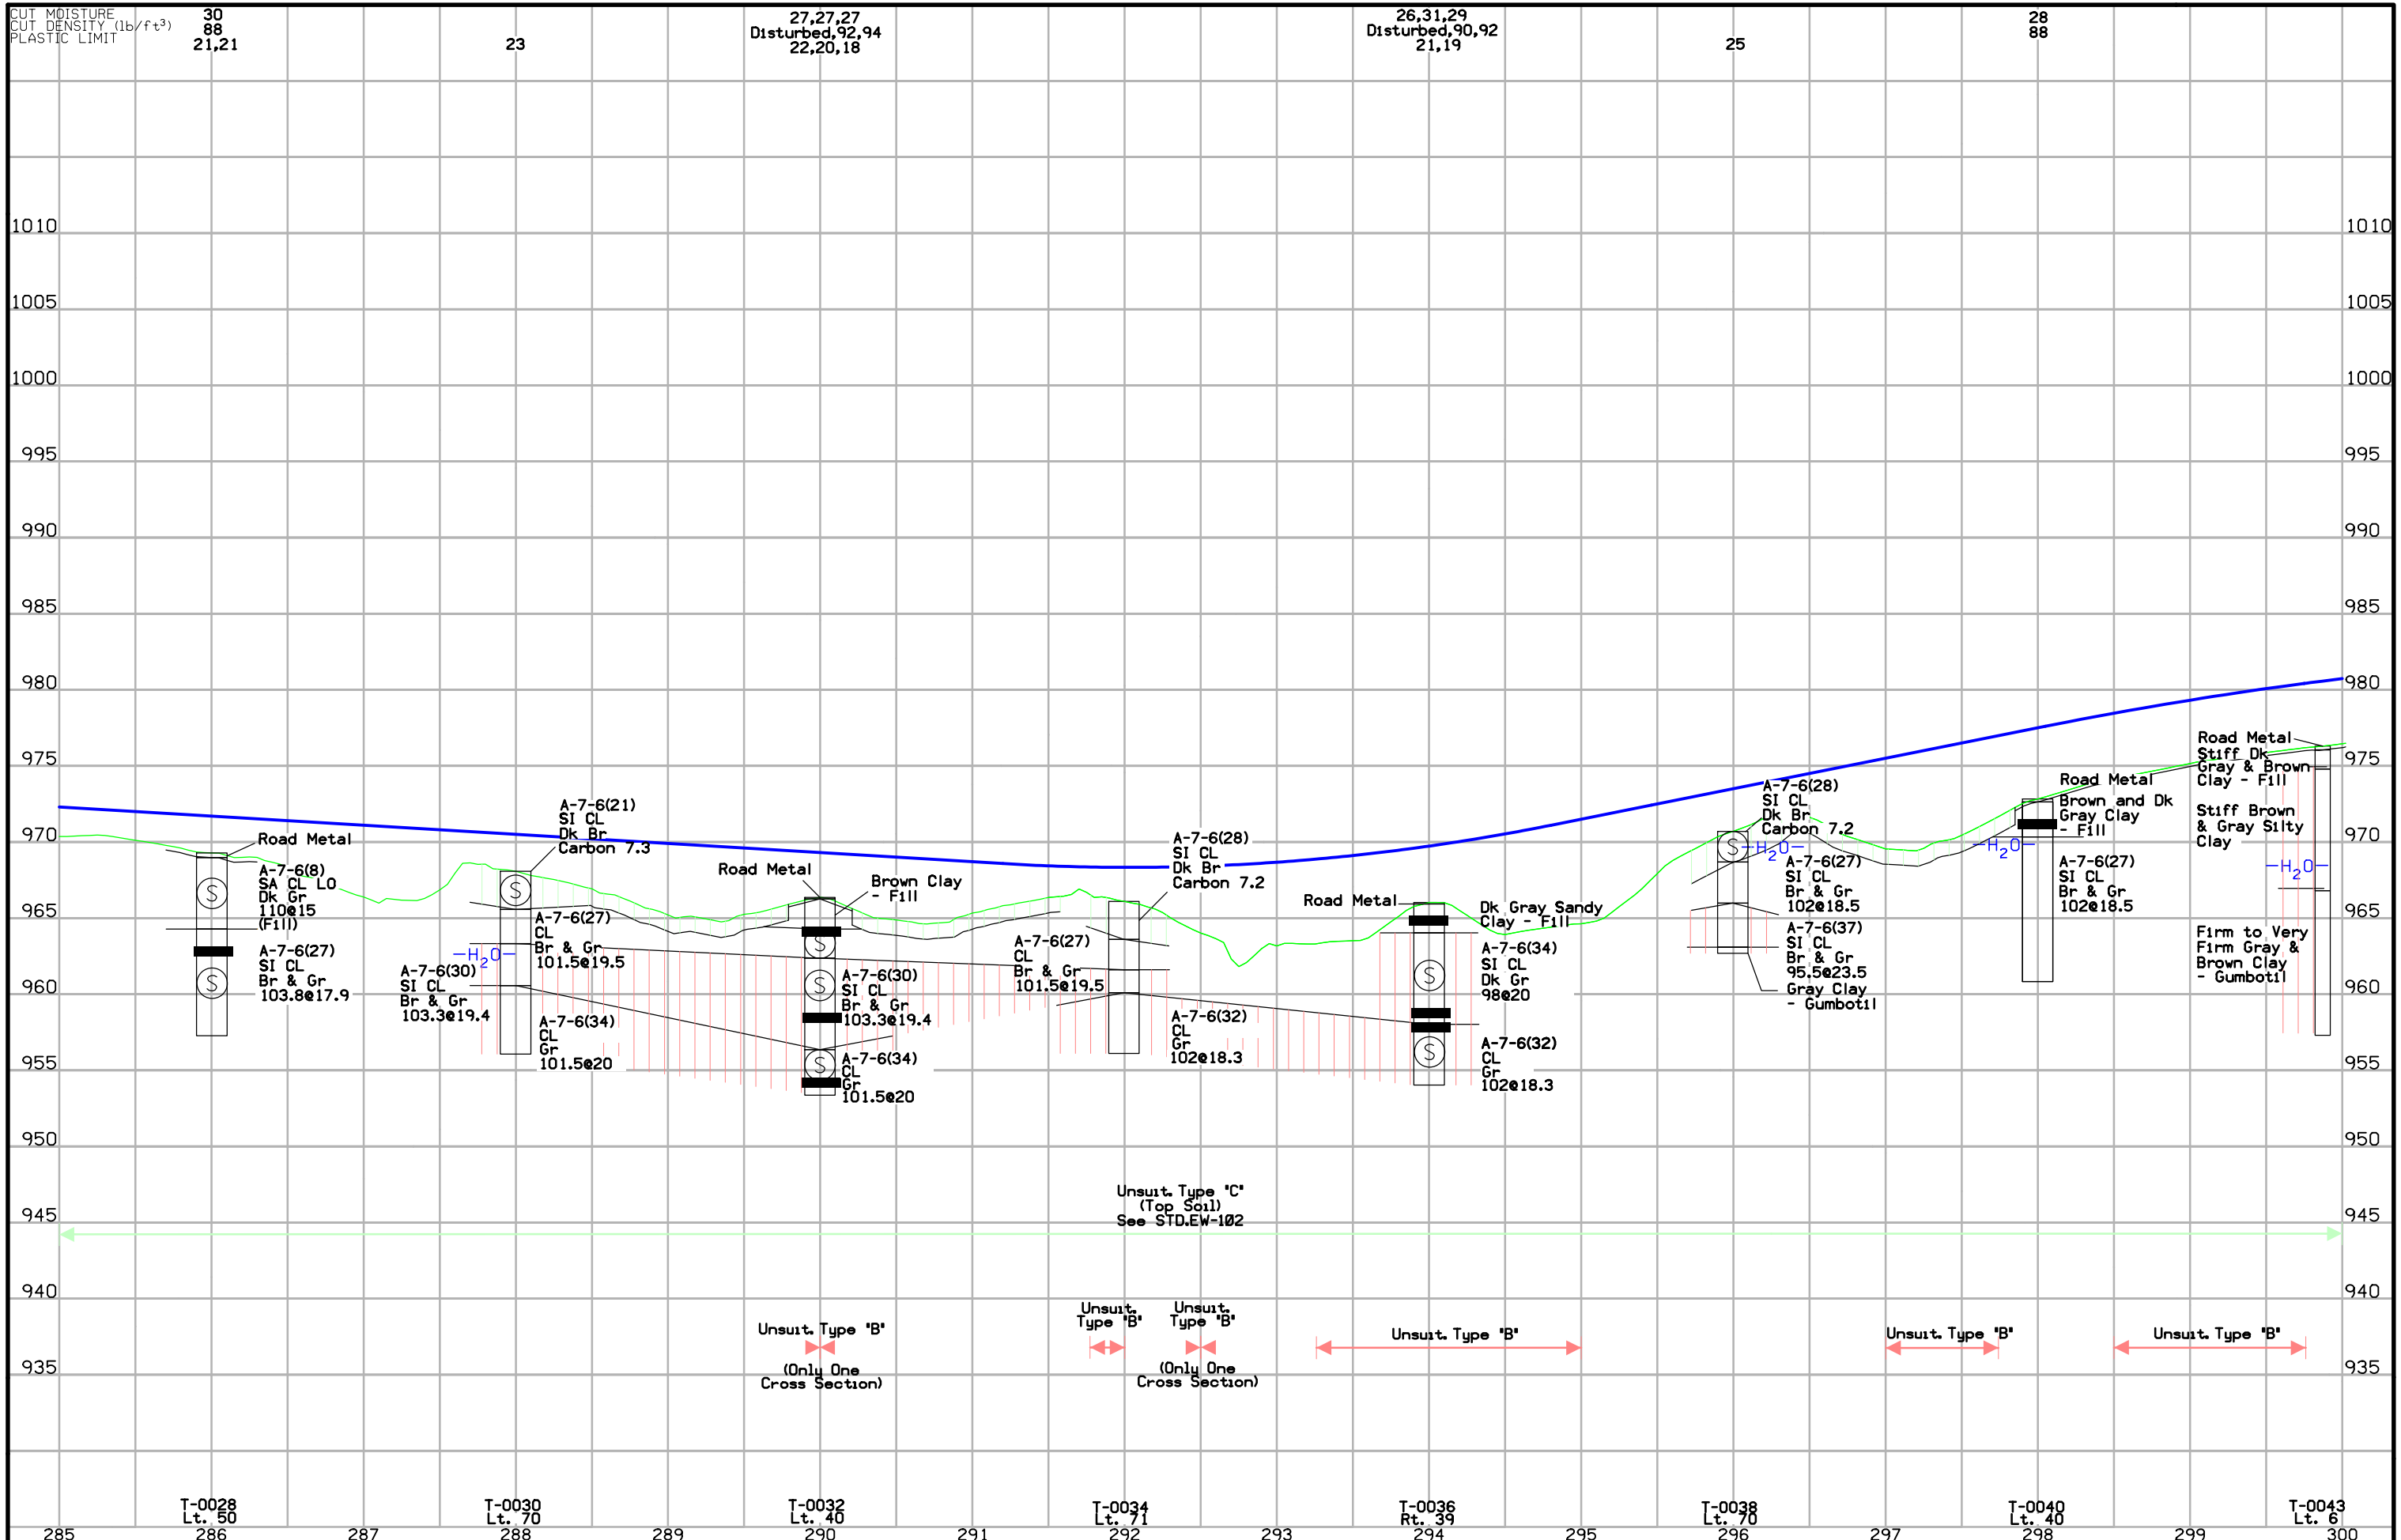 CUT MOISTURE
CUT DENSITY (lb/ft³)
PLASTIC LIMIT
30
88
21,21
23
27,27,27
Disturbed,92,94
22,20,18
26,31,29
Disturbed,90,92
21,19
25
28
88
1010
1010
1005
1005
1000
1000
995
995
990
990
985
985
980
980
975
975
970
970
965
965
960
960
955
955
950
950
945
945
940
940
935
935
Road Metal
A-7-6(8)
SA CL LO
Dk Gr
110@15
(Fill)
A-7-6(27)
SI CL
Br & Gr
103.8@17.9
A-7-6(21)
SI CL
Dk Br
Carbon 7.3
A-7-6(27)
CL
Br & Gr
101.5@19.5
H₂O
A-7-6(30)
SI CL
Br & Gr
103.3@19.4
A-7-6(34)
CL
Gr
101.5@20
Road Metal
Brown Clay
- Fill
A-7-6(30)
SI CL
Br & Gr
103.3@19.4
A-7-6(34)
CL
Gr
101.5@20
A-7-6(28)
SI CL
Dk Br
Carbon 7.2
A-7-6(27)
CL
Br & Gr
101.5@19.5
A-7-6(32)
CL
Gr
102@18.3
Road Metal
Dk Gray Sandy
Clay - Fill
A-7-6(34)
SI CL
Dk Gr
98@20
A-7-6(32)
CL
Gr
102@18.3
A-7-6(28)
SI CL
Dk Br
Carbon 7.2
H₂O
A-7-6(27)
SI CL
Br & Gr
102@18.5
A-7-6(37)
SI CL
Br & Gr
95.5@23.5
Gray Clay
- Gumbotil
Road Metal
Brown and Dk
Gray Clay
- Fill
H₂O
A-7-6(27)
SI CL
Br & Gr
102@18.5
Road Metal
Stiff Dk
Gray & Brown
Clay - Fill
Stiff Brown
& Gray Silty
Clay
H₂O
Firm to Very
Firm Gray &
Brown Clay
- Gumbotil
S
S
S
S
S
S
S
S
S
Unsuit. Type "C"
(Top Soil)
See STD.EW-102
Unsuit. Type "B"
(Only One
Cross Section)
Unsuit.
Type "B"
Unsuit.
Type "B"
(Only One
Cross Section)
Unsuit. Type "B"
Unsuit. Type "B"
Unsuit. Type "B"
T-0028
Lt. 50
T-0030
Lt. 70
T-0032
Lt. 40
T-0034
Lt. 71
T-0036
Rt. 39
T-0038
Lt. 70
T-0040
Lt. 40
T-0043
Lt. 6
285 286 287 288 289 290 291 292 293 294 295 296 297 298 299 300